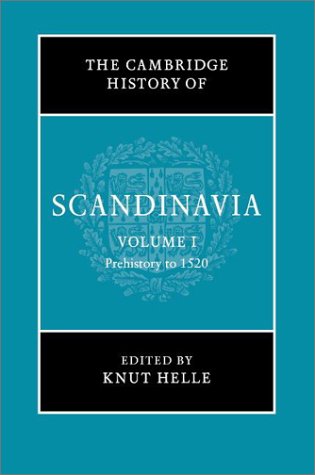 THE CAMBRIDGE
HISTORY OF
SCANDINAVIA
VOLUME I
Prehistory to 1520
EDITED BY
KNUT HELLE